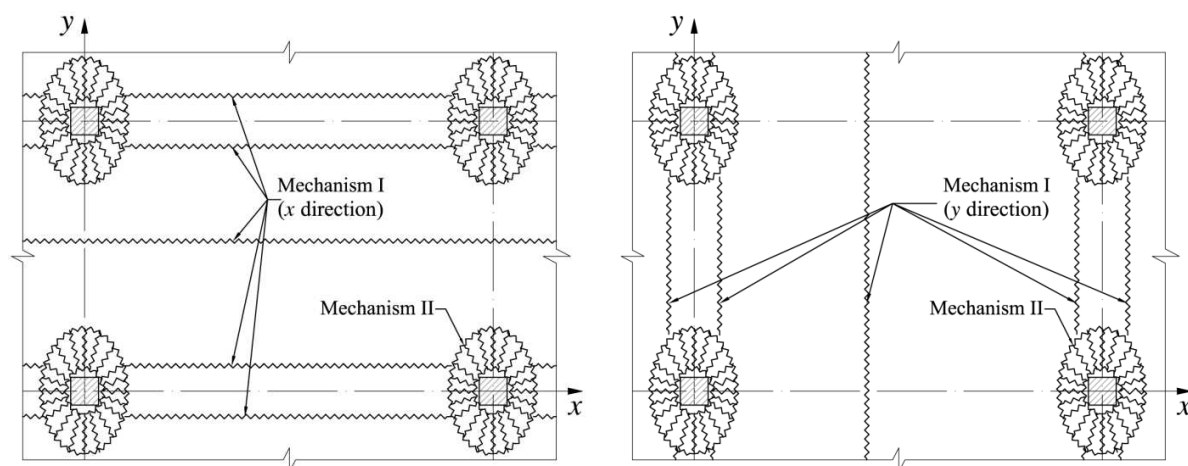 y
Mechanism I
(x direction)
Mechanism II
x
y
Mechanism I
(y direction)
Mechanism II
x